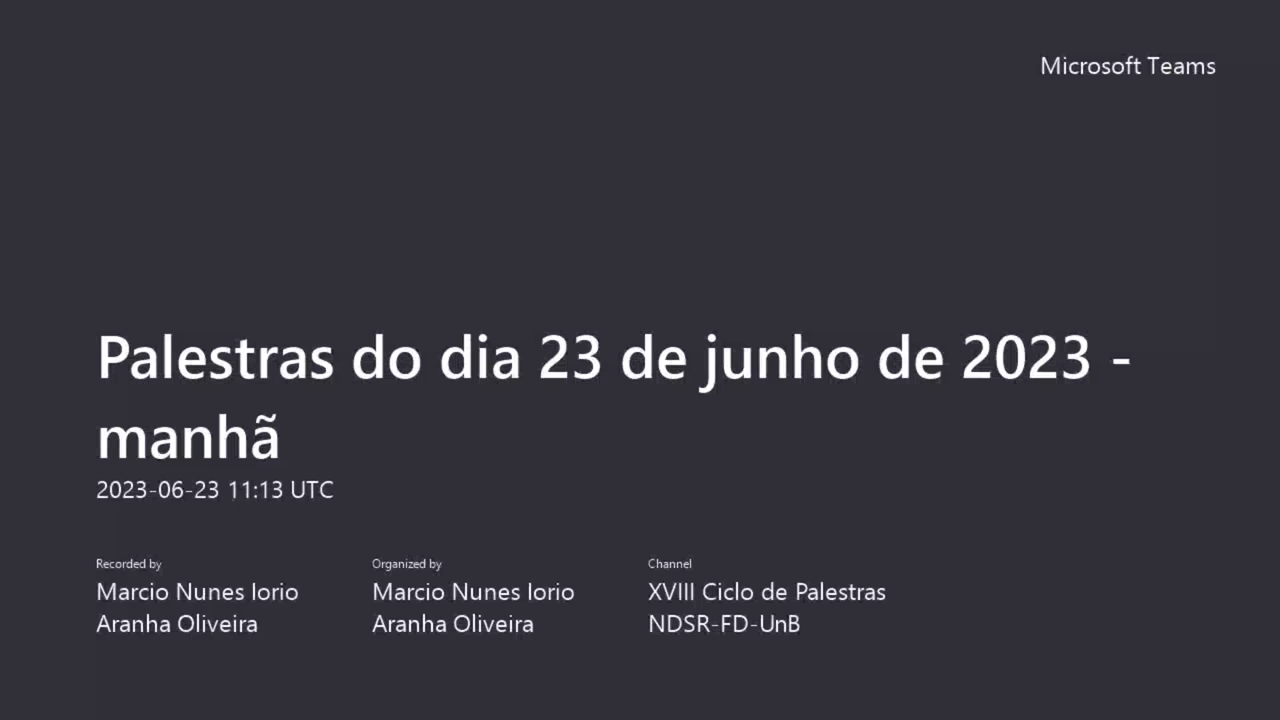 Microsoft Teams
Palestras do dia 23 de junho de 2023 -
manhã
2023-06-23 11:13 UTC
Recorded by
Marcio Nunes Iorio
Aranha Oliveira
Organized by
Marcio Nunes Iorio
Aranha Oliveira
Channel
XVIII Ciclo de Palestras
NDSR-FD-UnB